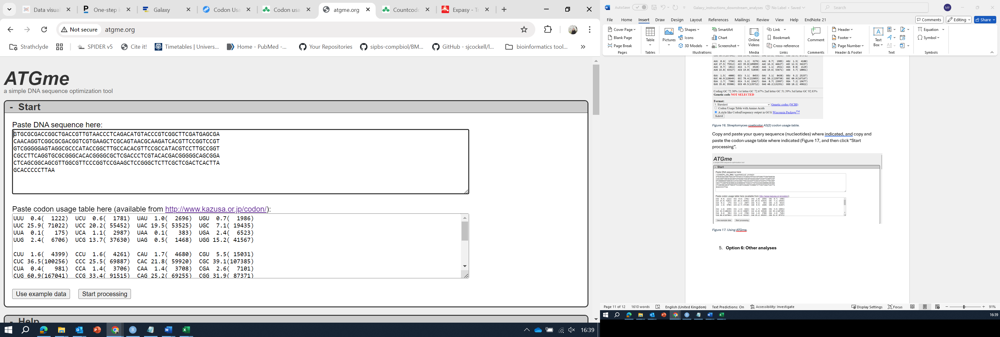 Data visual
One-step i
Galaxy
Codon Usa
Codon usa
atgme.org
Countcod
Expasy - Tr
Not secure
atgme.org
Strathclyde
SPIDER v5
Cite it!
Timetables | Univers...
Home - PubMed -...
Your Repositories
sipbs-compbiol/BM...
GitHub - sjcockell/l...
bioinformatics tool...
ATGme
a simple DNA sequence optimization tool
- Start
Paste DNA sequence here:
GTGCGCGACCGGCTGACCGTTGTAACCCTCAGACATGTACCCGTCGGCTTCGATGAGCGA
CAACAGGTCGGCGCGACGGTCGTGAAGCTCGCAGTAACGCAAGATCACGTTCCGGTCCGT
GTCGGGGGAGTAGGCGCCCATACCGGCTTGCCACACGTTCCGCCATACGTCCTTGCCGGT
CGCCTTCAGGTGCGCGGGCACACGGGGCGCTCGACCCTCGTACACGACGGGGGCAGCGGA
CTCAGCGGCAGCGTTGGCGTTCCCGGTCCGAAGCTCCGGGCTCTTCGCTCGACTCACTTA
GCACCCCCTTAA
Paste codon usage table here (available from http://www.kazusa.or.jp/codon/):
UUU 0.4( 1222) UCU 0.6( 1781) UAU 1.0( 2696) UGU 0.7( 1986)
UUC 25.9( 71022) UCC 20.2( 55452) UAC 19.5( 53525) UGC 7.1( 19435)
UUA 0.1( 175) UCA 1.1( 2987) UAA 0.1( 383) UGA 2.4( 6523)
UUG 2.4( 6706) UCG 13.7( 37630) UAG 0.5( 1468) UGG 15.2( 41567)
CUU 1.6( 4399) CCU 1.6( 4261) CAU 1.7( 4680) CGU 5.5( 15031)
CUC 36.5(100256) CCC 25.5( 69887) CAC 21.8( 59920) CGC 39.1(107385)
CUA 0.4( 981) CCA 1.4( 3706) CAA 1.4( 3708) CGA 2.6( 7101)
CUG 60.9(167041) CCG 33.4( 91515) CAG 25.2( 69255) CGG 31.9( 87371)
Use example data
Start processing
- Help
16:39
AutoSave
Galaxy_instructions_downstream_analyses
No Label • Saved
Search
MF
File Home Insert Draw Design Layout References Mailings Review View Help EndNote 21
Comments
Editing
Share
Cover Page
Blank Page
Page Break
Pages
Table
Tables
Pictures
Shapes
Icons
3D Models
SmartArt
Chart
Screenshot
Illustrations
Online Videos
Media
Link
Bookmark
Cross-reference
Links
Comment
Comments
Header
Footer
Page Number
Header & Footer
Text Box
Text
Equation
Symbol
Symbols
AUU 0.6( 1736) ACU 1.2( 3276) AAU 0.7( 1985) AGU 1.5( 4180)
AUC 27.5( 75512) ACC 39.8(109099) AAC 16.3( 44627) AGC 12.5( 34157)
AUA 0.7( 1811) ACA 1.7( 4528) AAA 1.1( 2921) AGA 0.8( 2129)
AUG 15.8( 43327) ACG 19.0( 52030) AAG 19.6( 53671) AGG 3.7( 10061)
GUU 1.5( 4008) GCU 3.1( 8453) GAU 3.1( 8438) GGU 9.2( 25257)
GUC 46.9(128649) GCC 78.4(215055) GAC 58.2(159730) GGC 60.9(167167)
GUA 2.7( 7306) GCA 5.6( 15417) GAA 8.7( 23997) GGA 7.2( 19677)
GUG 35.0( 95906) GCG 49.5(135712) GAG 48.2(132351) GGG 18.2( 49822)
Coding GC 72.30% 1st letter GC 72.67% 2nd letter GC 51.39% 3rd letter GC 92.83%
Genetic code NOT SELECTED
Format:
1: Standard
Genetic codes (NCBI)
Codon Usage Table with Amino Acids
A style like CodonFrequency output in GCG Wisconsin Package™
Submit
Figure 16. Streptomyces coelicolor A3(2) codon usage table.
Copy and paste your query sequence (nucleotides) where indicated, and copy and
paste the codon usage table where indicated (Figure 17, and then click “Start
processing”.
ATGme
a simple DNA sequence optimization tool
- Start
Paste DNA sequence here:
Paste codon usage table here (available from http://www.kazusa.or.jp/codon/):
Use example data
Start processing
Figure 17. Using ATGme.
5. Option 6: Other analyses
Page 11 of 12
1610 words
English (United Kingdom)
Text Predictions: On
Accessibility: Investigate
Display Settings
Focus
91%
16:39